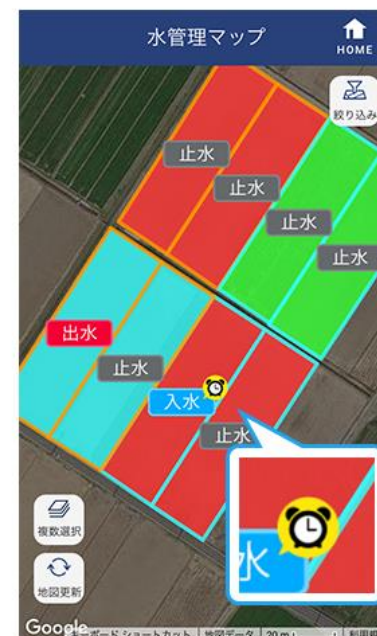 水管理マップ
HOME
絞り込み
止水
止水
止水
止水
出水
止水
入水
止水
水
複数選択
地図更新
Google
キーボード ショートカット
地図データ
20 m
利用規